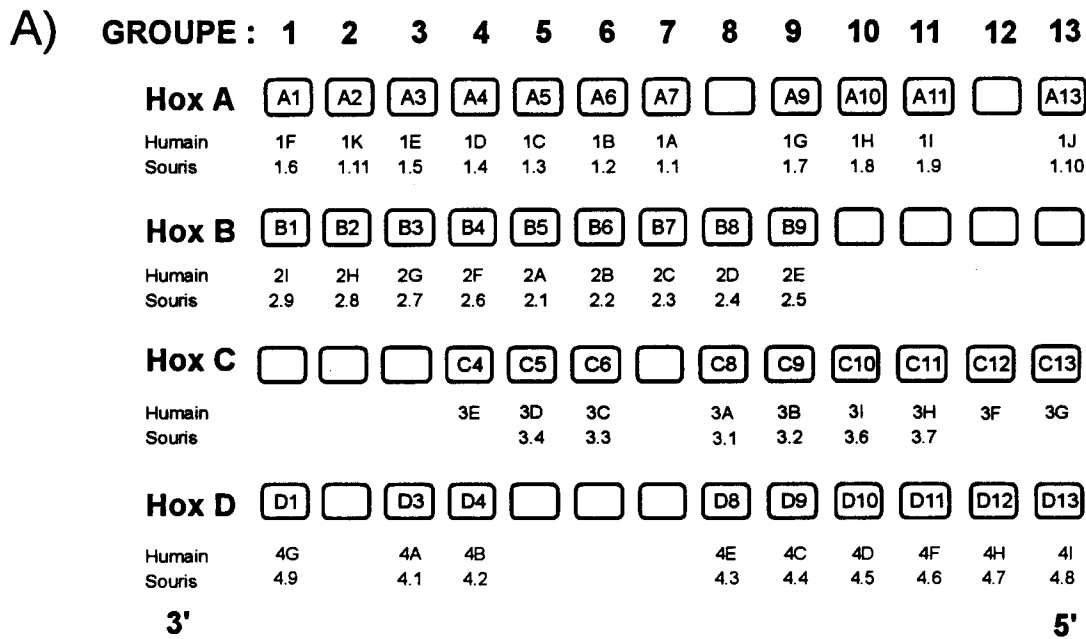 A) GROUPE : 1 2 3 4 5 6 7 8 9 10 11 12 13
Hox A A1 A2 A3 A4 A5 A6 A7 A9 A10 A11 A13
Humain 1F 1K 1E 1D 1C 1B 1A 1G 1H 1I 1J
Souris 1.6 1.11 1.5 1.4 1.3 1.2 1.1 1.7 1.8 1.9 1.10
Hox B B1 B2 B3 B4 B5 B6 B7 B8 B9
Humain 2I 2H 2G 2F 2A 2B 2C 2D 2E
Souris 2.9 2.8 2.7 2.6 2.1 2.2 2.3 2.4 2.5
Hox C C4 C5 C6 C8 C9 C10 C11 C12 C13
Humain 3E 3D 3C 3A 3B 3I 3H 3F 3G
Souris 3.4 3.3 3.1 3.2 3.6 3.7
Hox D D1 D3 D4 D8 D9 D10 D11 D12 D13
Humain 4G 4A 4B 4E 4C 4D 4F 4H 4I
Souris 4.9 4.1 4.2 4.3 4.4 4.5 4.6 4.7 4.8
3' 5'